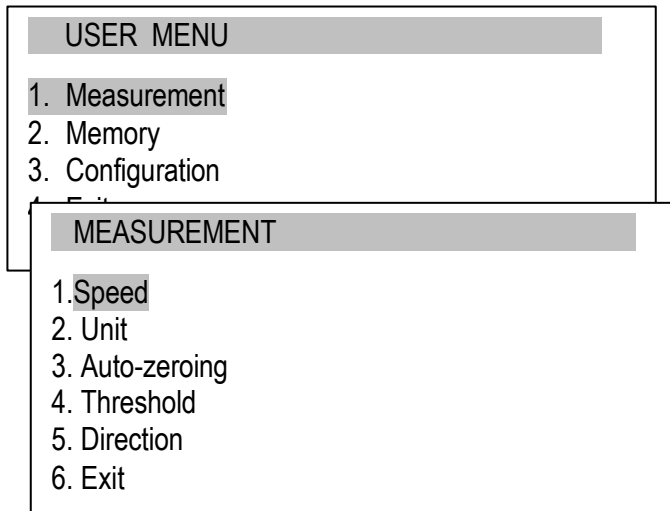 USER MENU
1. Measurement
2. Memory
3. Configuration
MEASUREMENT
1.Speed
2. Unit
3. Auto-zeroing
4. Threshold
5. Direction
6. Exit